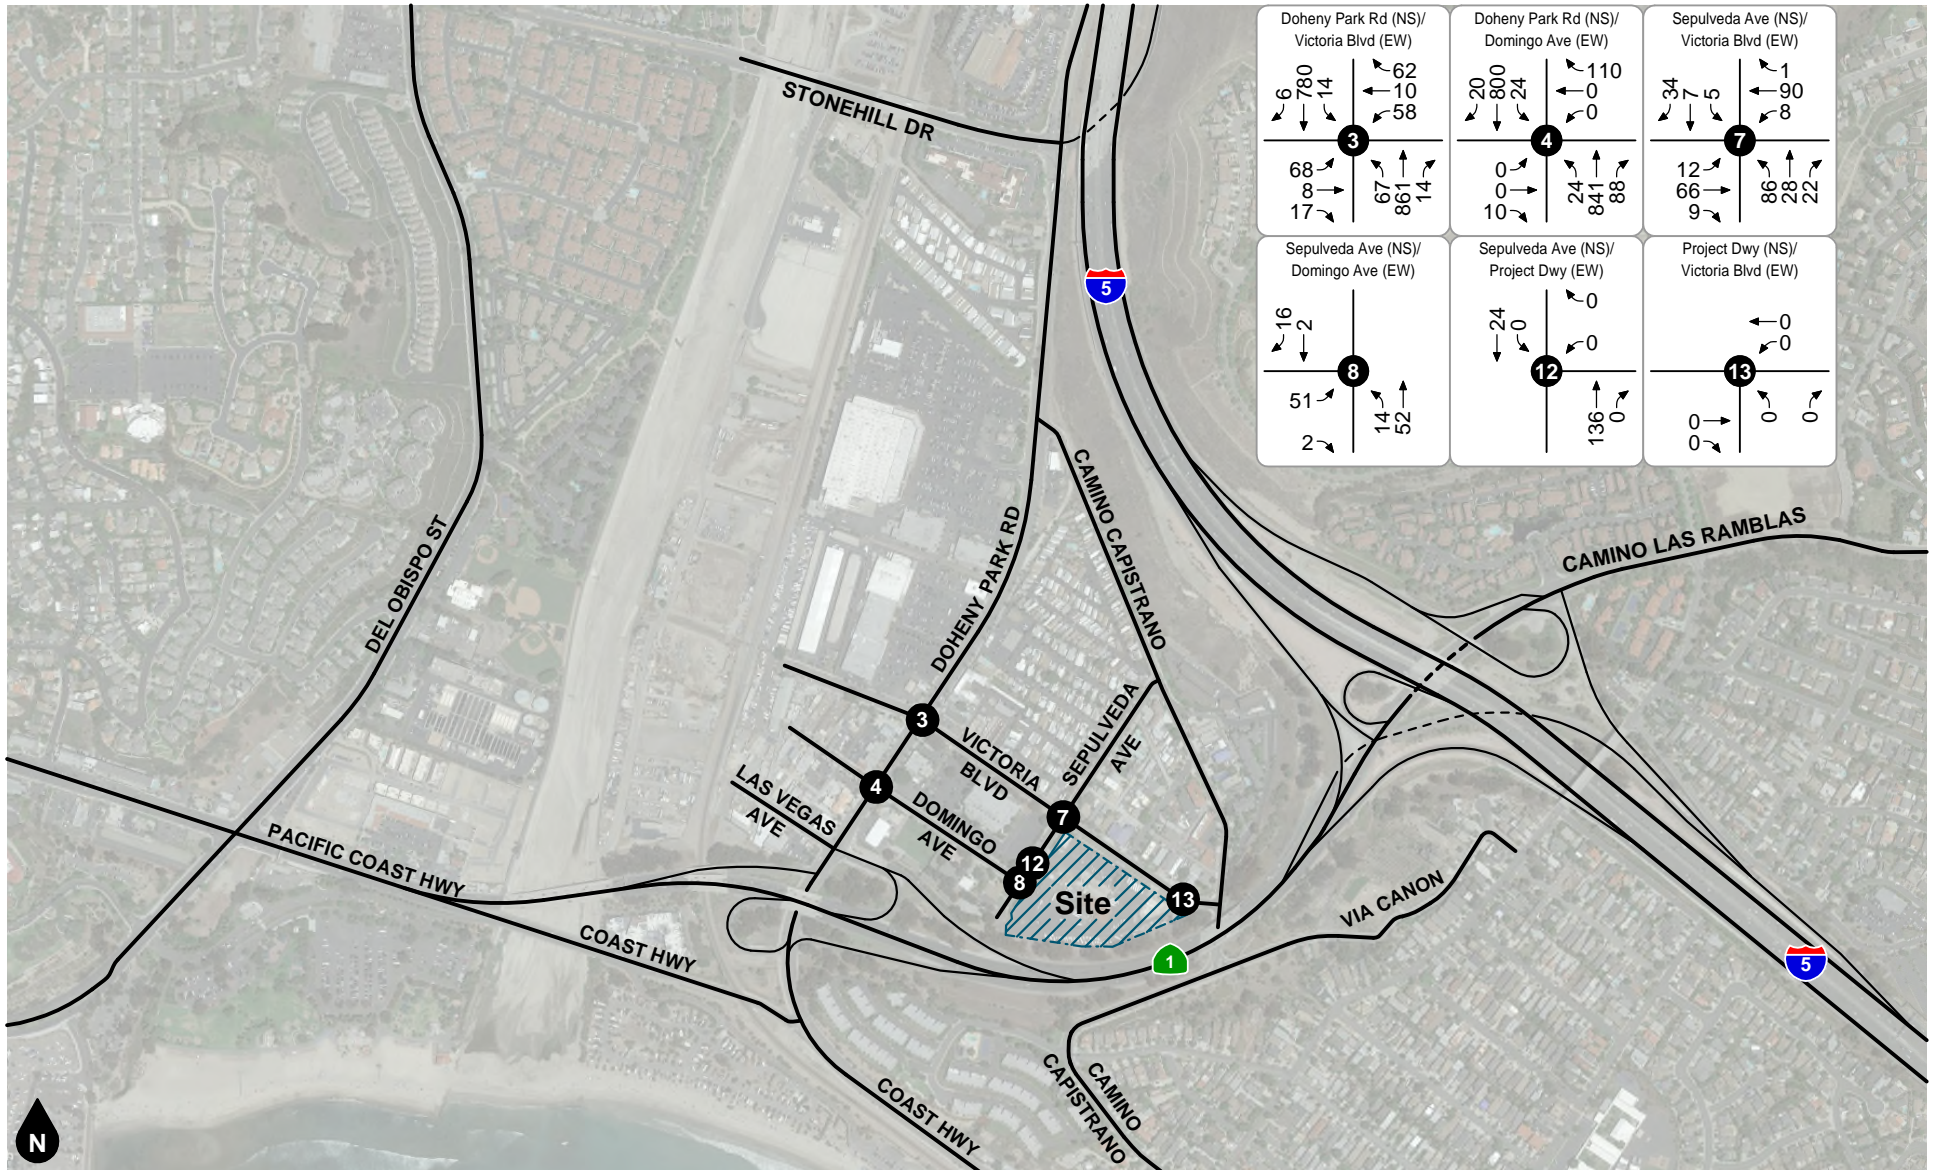 Doheny Park Rd (NS)/
Victoria Blvd (EW)
6 780 14
62
10
58
3
68
8
17
67 861 14
Doheny Park Rd (NS)/
Domingo Ave (EW)
20 800 24
110
0
0
4
0
0
10
24 841 88
Sepulveda Ave (NS)/
Victoria Blvd (EW)
34 7 5
1
90
8
7
12
66
9
86 28 22
Sepulveda Ave (NS)/
Domingo Ave (EW)
16 2
8
51
2
14 52
Sepulveda Ave (NS)/
Project Dwy (EW)
24 0
0
0
12
136 0
Project Dwy (NS)/
Victoria Blvd (EW)
0
0
13
0
0
0 0
STONEHILL DR
5
DEL OBISPO ST
DOHENY PARK RD
CAMINO CAPISTRANO
CAMINO LAS RAMBLAS
3
VICTORIA
BLVD
SEPULVEDA
AVE
4
LAS VEGAS
AVE
DOMINGO
AVE
7
12
8
Site
13
PACIFIC COAST HWY
COAST HWY
VIA CANON
1
5
CAMINO
CAPISTRANO
COAST HWY
N